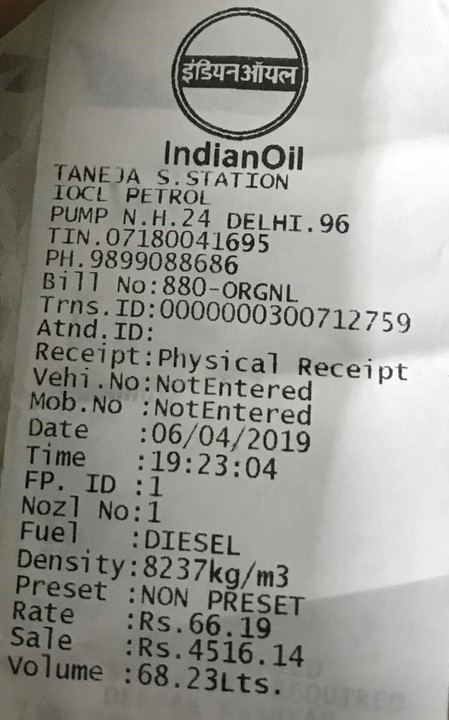 इंडियनऑयल
IndianOil
TANEJA S.STATION
IOCL PETROL
PUMP N.H.24 DELHI.96
TIN.07180041695
PH.9899088686
Bill No:880-ORGNL
Trns.ID:0000000300712759
Atnd.ID:
Receipt:Physical Receipt
Vehi.No:NotEntered
Mob.No :NotEntered
Date :06/04/2019
Time :19:23:04
FP. ID :1
Nozl No:1
Fuel :DIESEL
Density:8237kg/m3
Preset :NON PRESET
Rate :Rs.66.19
Sale :Rs.4516.14
Volume :68.23Lts.